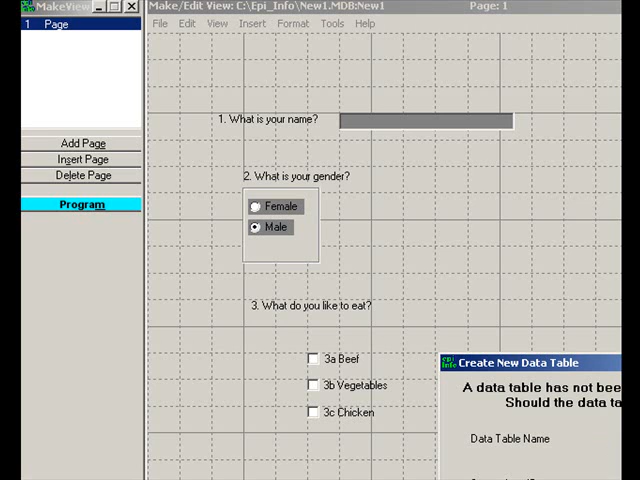 MakeView
1 Page
Add Page
Insert Page
Delete Page
Program
Make/Edit View: C:\Epi_Info\New1.MDB:New1 Page: 1
File Edit View Insert Format Tools Help
1. What is your name?
2. What is your gender?
Female
Male
3. What do you like to eat?
3a Beef
3b Vegetables
3c Chicken
Epi Info Create New Data Table
A data table has not bee
Should the data ta
Data Table Name